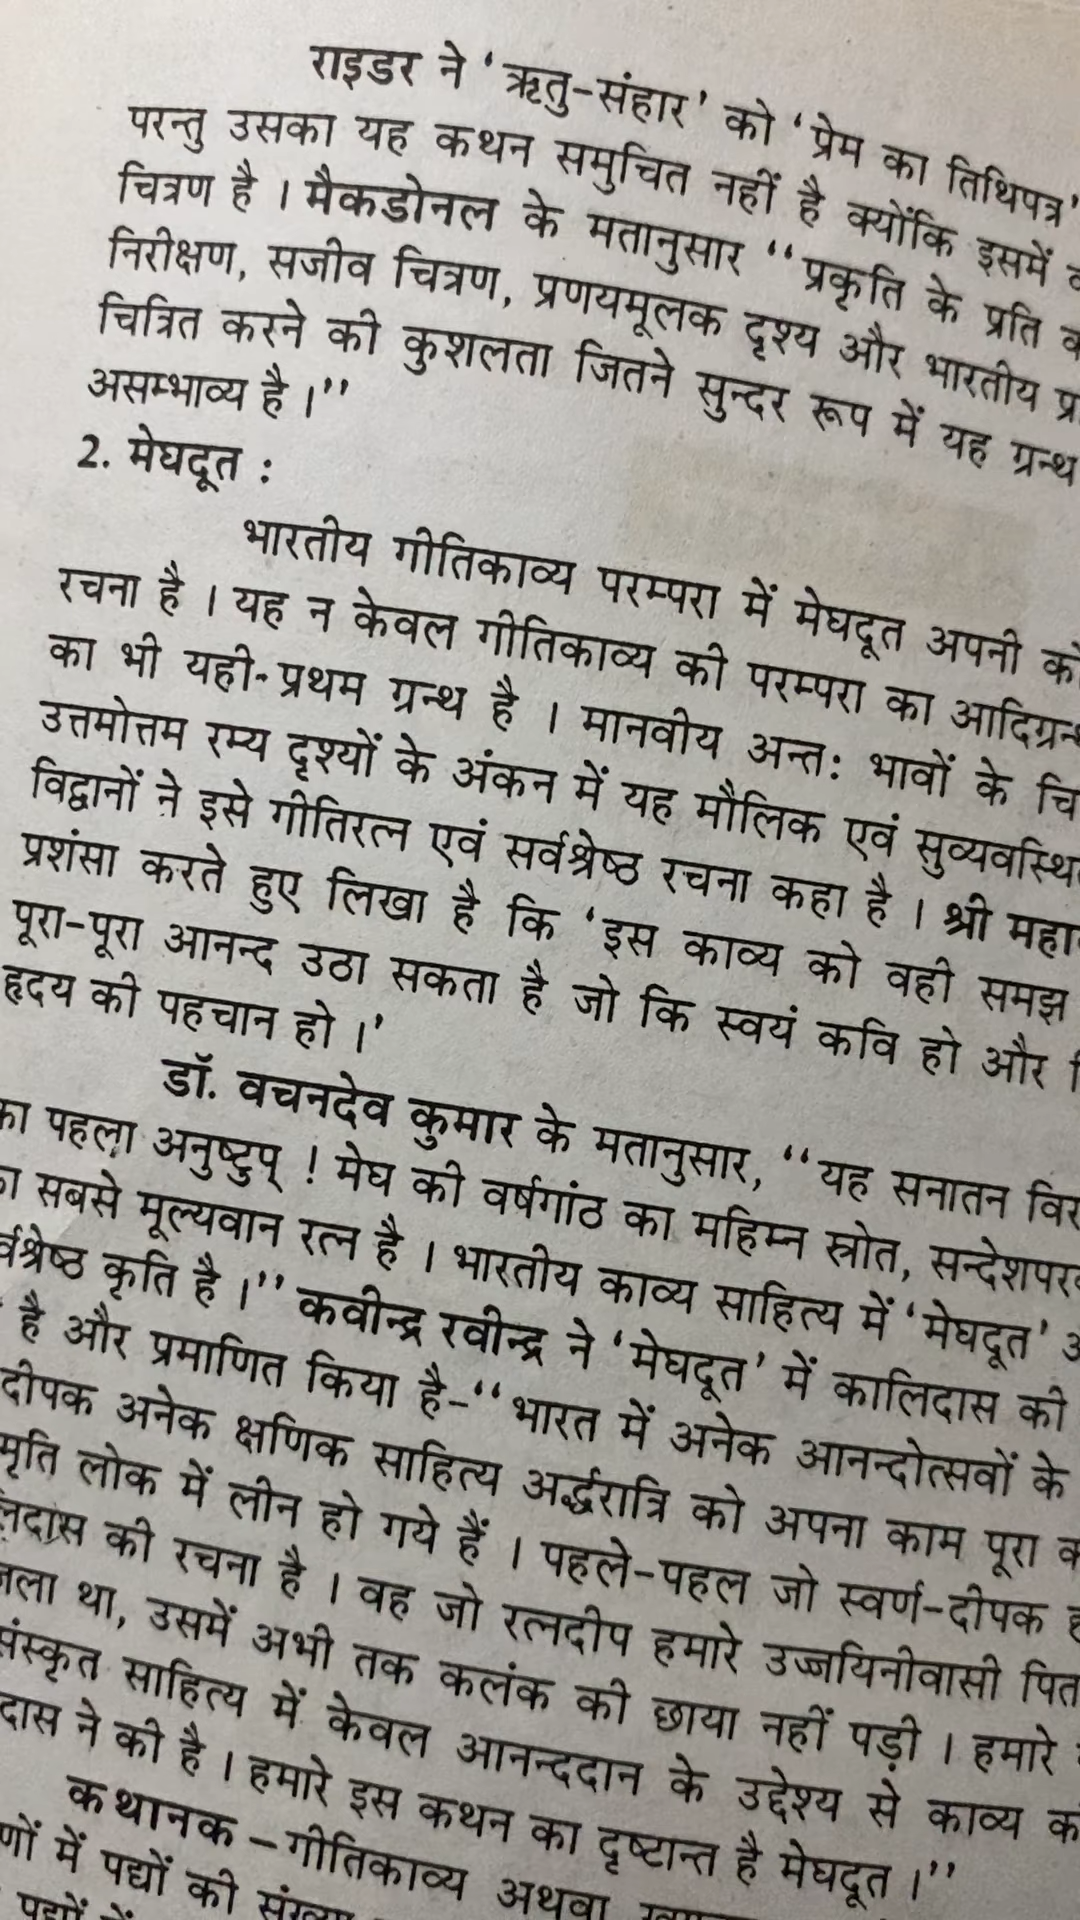 राइडर ने ‘ऋतु-संहार’ को ‘प्रेम का तिथिपत्र’
परन्तु उसका यह कथन समुचित नहीं है क्योंकि इसमें
चित्रण है । मैकडोनल के मतानुसार ‘‘प्रकृति के प्रति
निरीक्षण, सजीव चित्रण, प्रणयमूलक दृश्य और भारतीय
चित्रित करने की कुशलता जितने सुन्दर रूप में यह ग्रन्थ
असम्भाव्य है ।’’
2. मेघदूत :
भारतीय गीतिकाव्य परम्परा में मेघदूत अपनी
रचना है । यह न केवल गीतिकाव्य की परम्परा का आदिग्रन्थ
का भी यही-प्रथम ग्रन्थ है । मानवीय अन्त: भावों के
उत्तमोत्तम रम्य दृश्यों के अंकन में यह मौलिक एवं
विद्वानों ने इसे गीतिरत्न एवं सर्वश्रेष्ठ रचना कहा है । श्री
प्रशंसा करते हुए लिखा है कि ‘इस काव्य को वही समझ
पूरा-पूरा आनन्द उठा सकता है जो कि स्वयं कवि हो और
हृदय की पहचान हो ।’
डॉ. वचनदेव कुमार के मतानुसार, ‘‘यह सनातन
का पहला अनुष्टुप् ! मेघ की वर्षगांठ का महिम्न स्रोत,
सबसे मूल्यवान रत्न है । भारतीय काव्य साहित्य में ‘मेघदूत’
कृति है ।’’ कवीन्द्र रवीन्द्र ने ‘मेघदूत’ में कालिदास की
है और प्रमाणित किया है-‘‘भारत में अनेक आनन्दोत्सवों के
दीपक अनेक क्षणिक साहित्य अर्द्धरात्रि को अपना काम पूरा
लोक में लीन हो गये हैं । पहले-पहल जो स्वर्ण-दीपक
की रचना है । वह जो रत्नदीप हमारे उज्जयिनीवासी
था, उसमें अभी तक कलंक की छाया नहीं पड़ी । हमारे
संस्कृत साहित्य में केवल आनन्ददान के उद्देश्य से काव्य
ने की है । हमारे इस कथन का दृष्टान्त है मेघदूत ।’’
कथानक – गीतिकाव्य अथवा
में पद्यों की संख्या